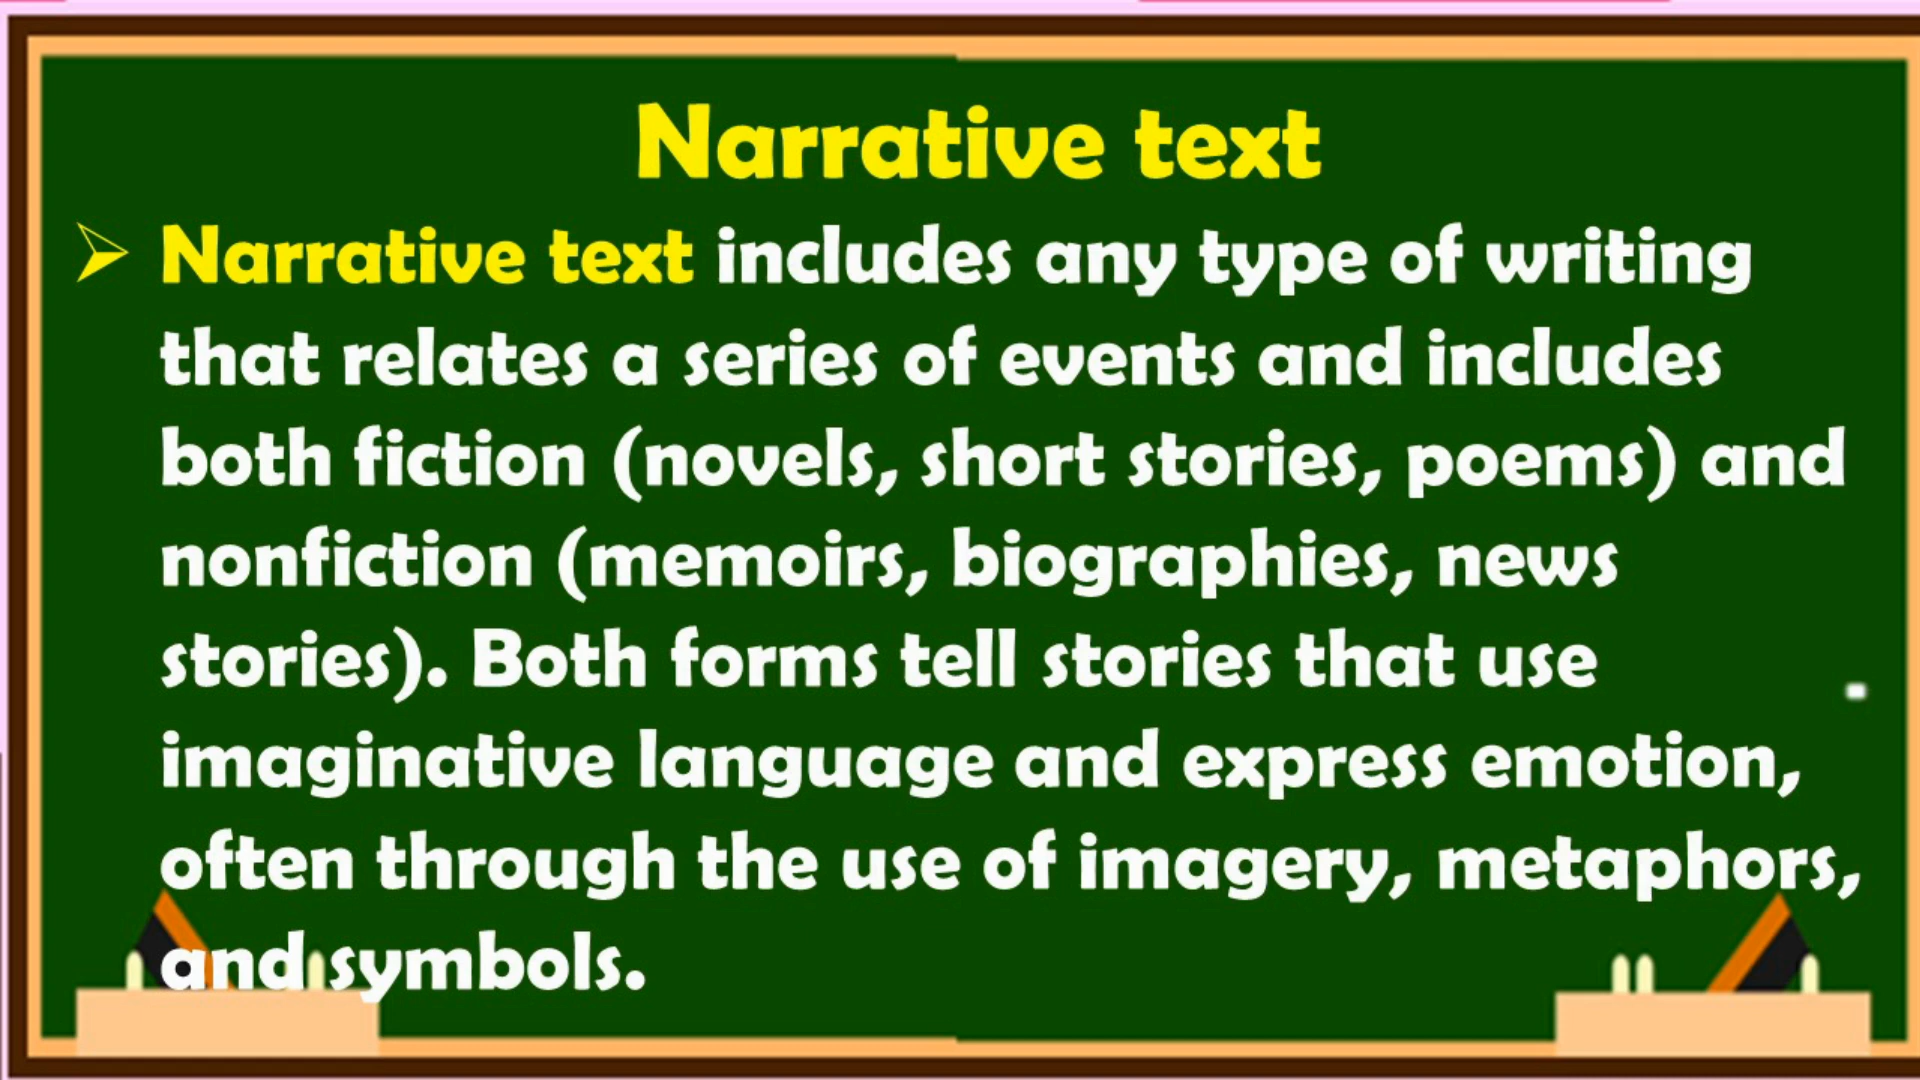 Narrative text
➢ Narrative text includes any type of writing
that relates a series of events and includes
both fiction (novels, short stories, poems) and
nonfiction (memoirs, biographies, news
stories). Both forms tell stories that use
imaginative language and express emotion,
often through the use of imagery, metaphors,
and symbols.